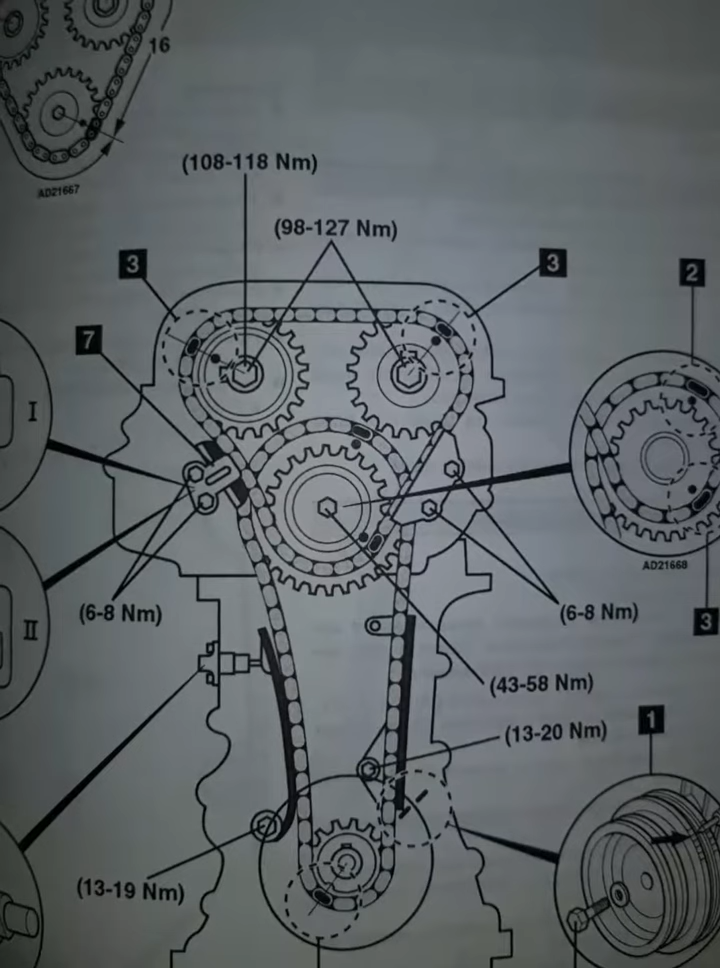 16
AD21667
(108-118 Nm)
(98-127 Nm)
3
3
2
7
I
AD21668
(6-8 Nm)
II
(6-8 Nm)
3
(43-58 Nm)
(13-20 Nm)
1
(13-19 Nm)